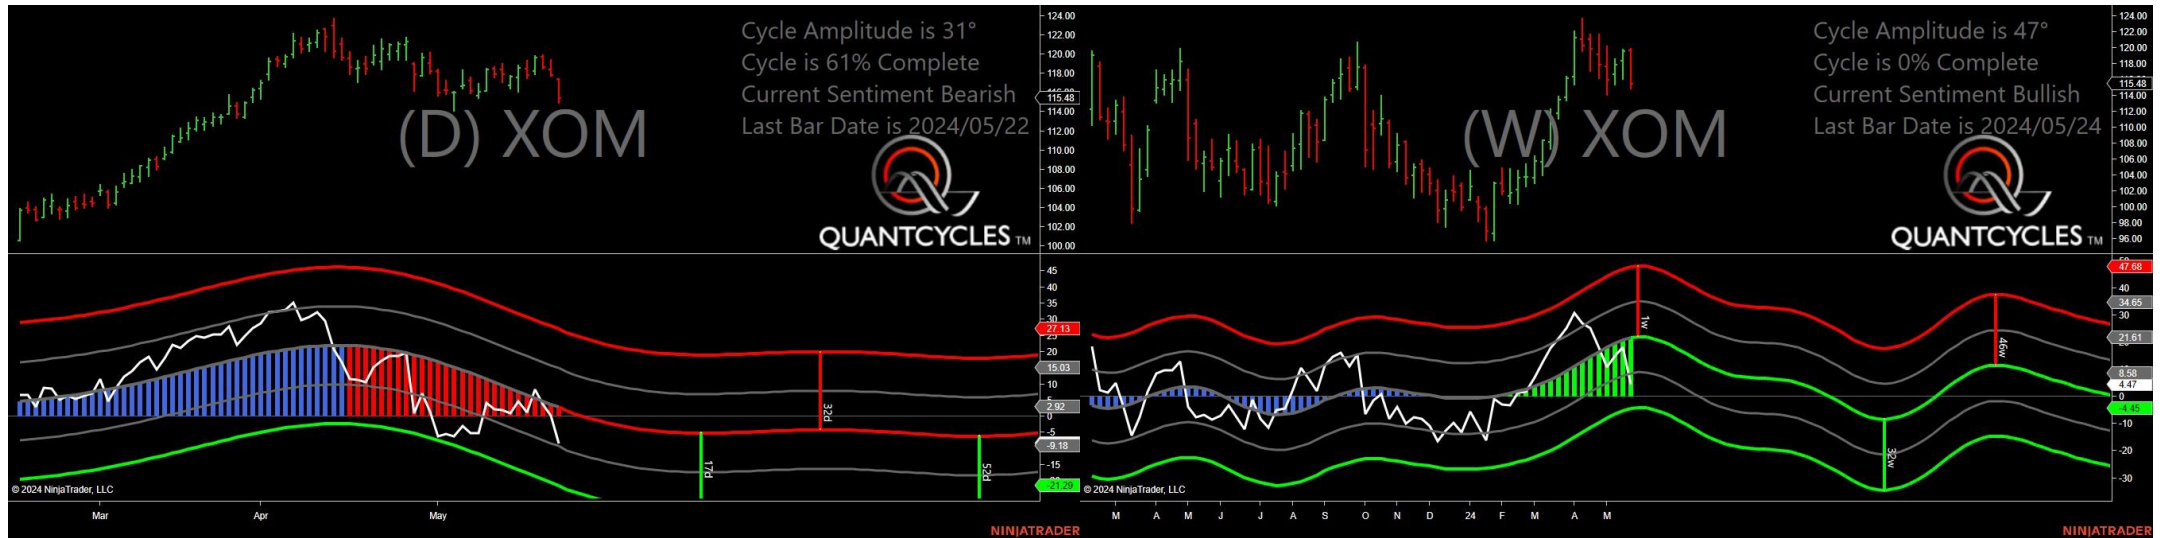 Cycle Amplitude is 31°
Cycle is 61% Complete
Current Sentiment Bearish
Last Bar Date is 2024/05/22
(D) XOM
QUANTCYCLES TM
124.00
122.00
120.00
118.00
115.48
114.00
112.00
110.00
108.00
106.00
104.00
102.00
100.00
45
40
35
30
27.13
25
20
15.03
10
2.92
0
-5
-9.18
-15
-21.29
32d
17d
52d
© 2024 NinjaTrader, LLC
Mar Apr May
NINJATRADER
Cycle Amplitude is 47°
Cycle is 0% Complete
Current Sentiment Bullish
Last Bar Date is 2024/05/24
(W) XOM
QUANTCYCLES TM
124.00
122.00
120.00
118.00
115.48
114.00
112.00
110.00
108.00
106.00
104.00
102.00
100.00
98.00
96.00
47.68
40
34.65
30
21.61
8.58
4.47
0
-4.45
-10
-20
-30
1w
46w
32w
© 2024 NinjaTrader, LLC
M A M J J A S O N D 24 F M A M
NINJATRADER